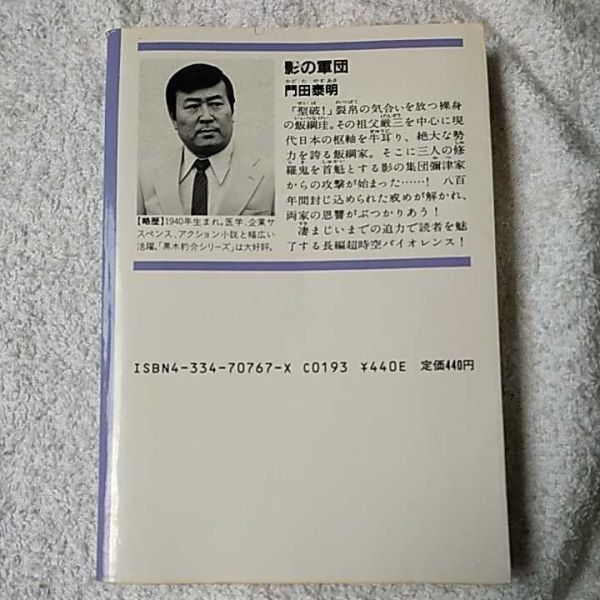 影の軍団
かど た やすあき
門田泰明
「聖破！」裂帛の気合いを放つ裸身
の飯綱珪。その祖父厳三を中心に現
代日本の枢軸を牛耳り、絶大な勢
力を誇る飯綱家。そこに三人の修
羅鬼を首魁とする影の集団彌津家
からの攻撃が始まった……！　八百
年間封じ込められた戒めが解かれ、
両家の恩讐がぶつかりあう！
凄まじいまでの迫力で読者を魅
了する長編超時空バイオレンス！
【略歴】1940年生まれ。医学、企業サ
スペンス、アクション小説と幅広い
活躍。「黒木豹介シリーズ」は大好評。
ISBN4-334-70767-X C0193 ¥440E 定価440円